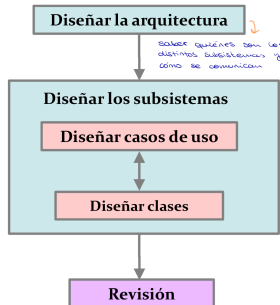 Diseñar la arquitectura
saber quiénes son los
distintos subsistemas y
cómo se comunican
Diseñar los subsistemas
Diseñar casos de uso
Diseñar clases
Revisión